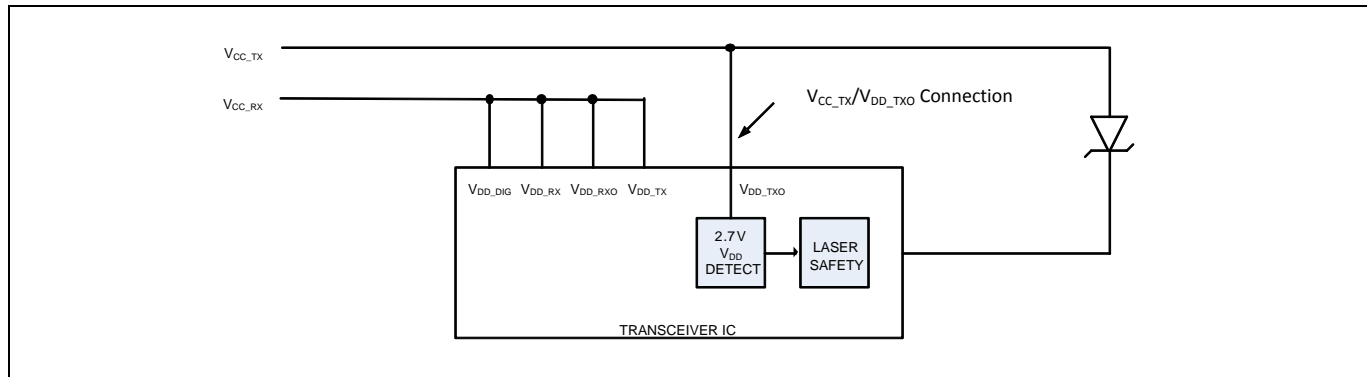 VCC_TX
VCC_RX
VCC_TX/VDD_TXO Connection
VDD_DIG VDD_RX VDD_RXO VDD_TX VDD_TXO
2.7V
VDD
DETECT
LASER
SAFETY
TRANSCEIVER IC